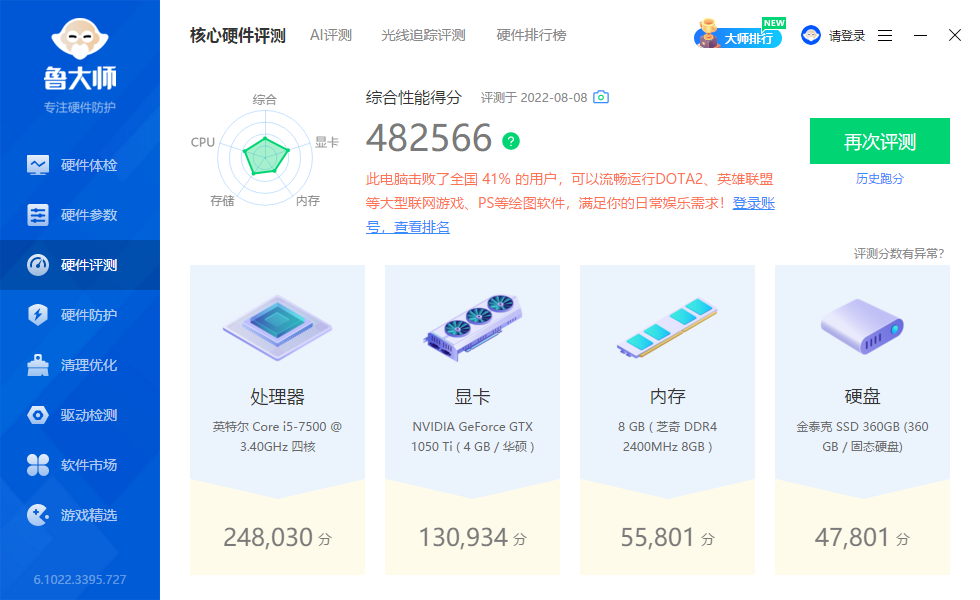 鲁大师
专注硬件防护
硬件体检
硬件参数
硬件评测
硬件防护
清理优化
驱动检测
软件市场
游戏精选
6.1022.3395.727
核心硬件评测 AI评测 光线追踪评测 硬件排行榜
大师排行 NEW 请登录
综合
CPU 显卡
存储 内存
综合性能得分 评测于 2022-08-08
482566 ?
此电脑击败了全国 41% 的用户，可以流畅运行DOTA2、英雄联盟
等大型联网游戏、PS等绘图软件，满足你的日常娱乐需求！登录账
号，查看排名
再次评测
历史跑分
评测分数有异常?
处理器
英特尔 Core i5-7500 @
3.40GHz 四核
248,030 分
显卡
NVIDIA GeForce GTX
1050 Ti ( 4 GB / 华硕 )
130,934 分
内存
8 GB ( 芝奇 DDR4
2400MHz 8GB )
55,801 分
硬盘
金泰克 SSD 360GB (360
GB / 固态硬盘)
47,801 分